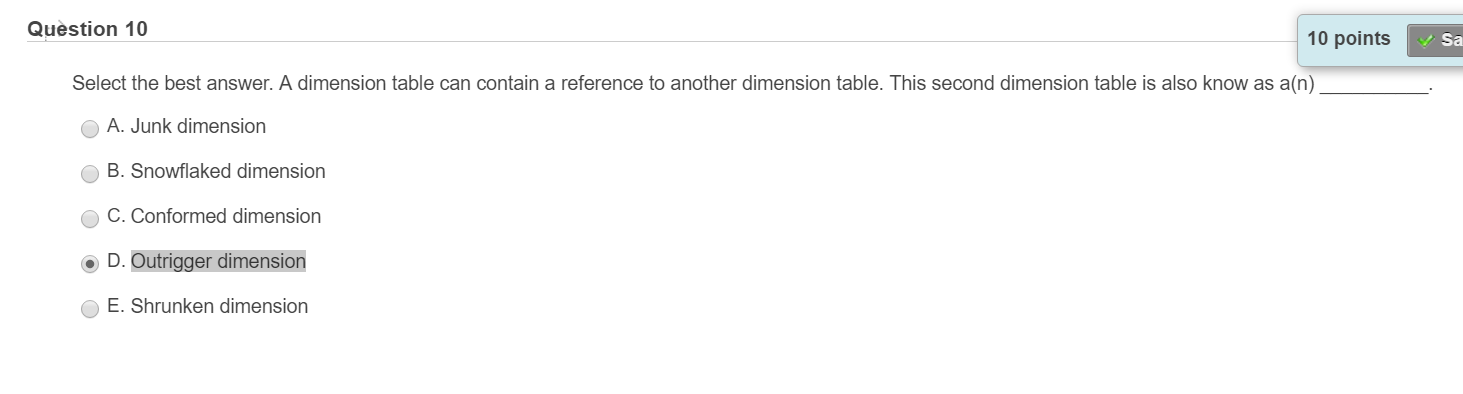 Question 10
10 points
Select the best answer. A dimension table can contain a reference to another dimension table. This second dimension table is also know as a(n) __________.
A. Junk dimension
B. Snowflaked dimension
C. Conformed dimension
D. Outrigger dimension
E. Shrunken dimension